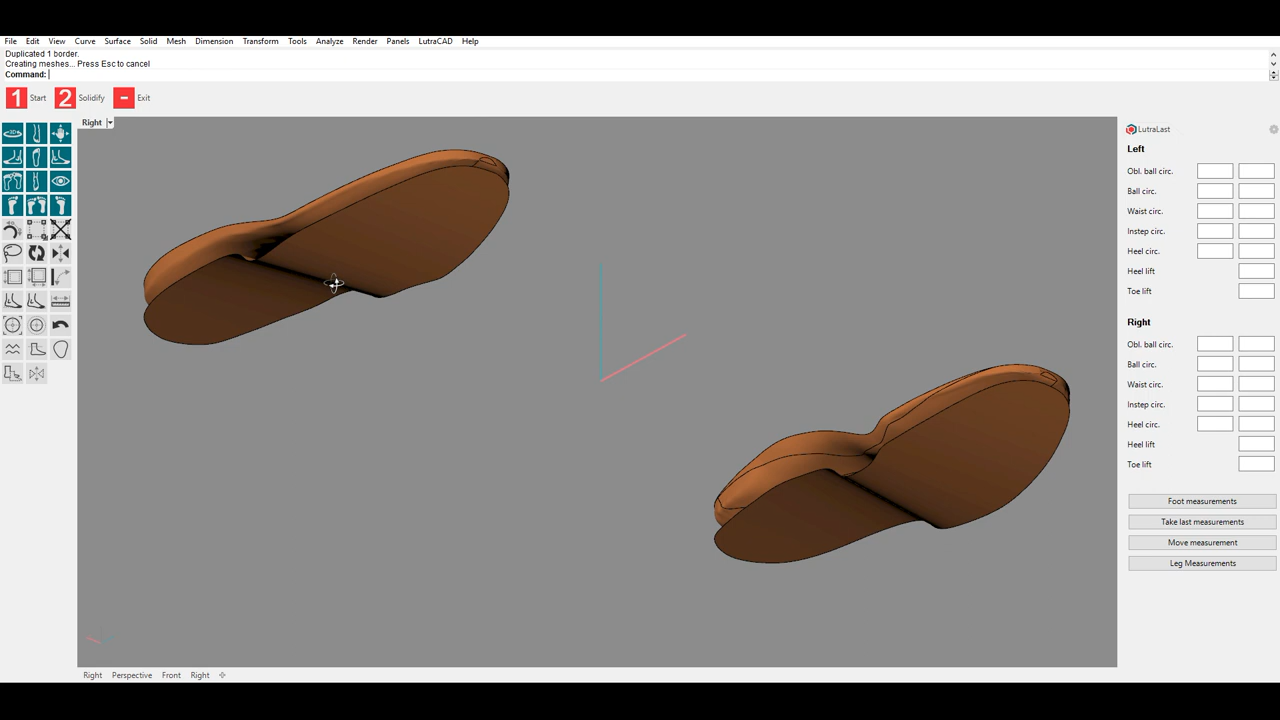 File Edit View Curve Surface Solid Mesh Dimension Transform Tools Analyze Render Panels LutraCAD Help
Duplicated 1 border.
Creating meshes... Press Esc to cancel
Command:
1 Start 2 Solidify - Exit
Right
3D
LutraLast
Left
Obl. ball circ.
Ball circ.
Waist circ.
Instep circ.
Heel circ.
Heel lift
Toe lift
Right
Obl. ball circ.
Ball circ.
Waist circ.
Instep circ.
Heel circ.
Heel lift
Toe lift
Foot measurements
Take last measurements
Move measurement
Leg Measurements
Right Perspective Front Right